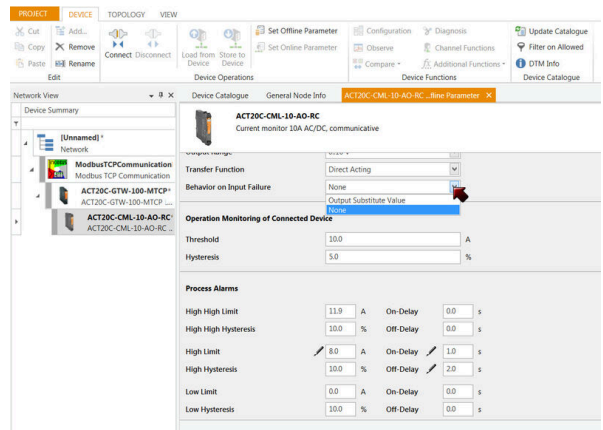 PROJECT DEVICE TOPOLOGY VIEW
Cut Add... Set Offline Parameter Configuration Diagnosis Update Catalogue
Copy Remove Connect Disconnect Load from Store to Set Online Parameter Observe Channel Functions Filter on Allowed
Paste Rename Device Device Compare Additional Functions DTM Info
Edit Device Operations Device Functions Device Catalogue
Network View Device Catalogue General Node Info ACT20C-CML-10-AO-RC ...fline Parameter
Device Summary
ACT20C-CML-10-AO-RC
Current monitor 10A AC/DC, communicative
[Unnamed]*
Network
ModbusTCPCommunication
Modbus TCP Communication
ACT20C-GTW-100-MTCP*
ACT20C-GTW-100-MTCP ....
ACT20C-CML-10-AO-RC*
ACT20C-CML-10-AO-RC ...
Output Range 0..10 V
Transfer Function Direct Acting
Behavior on Input Failure None
Output Substitute Value
None
Operation Monitoring of Connected Device
Threshold 10.0 A
Hysteresis 5.0 %
Process Alarms
High High Limit 11.9 A On-Delay 0.0 s
High High Hysteresis 10.0 % Off-Delay 0.0 s
High Limit 8.0 A On-Delay 1.0 s
High Hysteresis 10.0 % Off-Delay 2.0 s
Low Limit 0.0 A On-Delay 0.0 s
Low Hysteresis 10.0 % Off-Delay 0.0 s